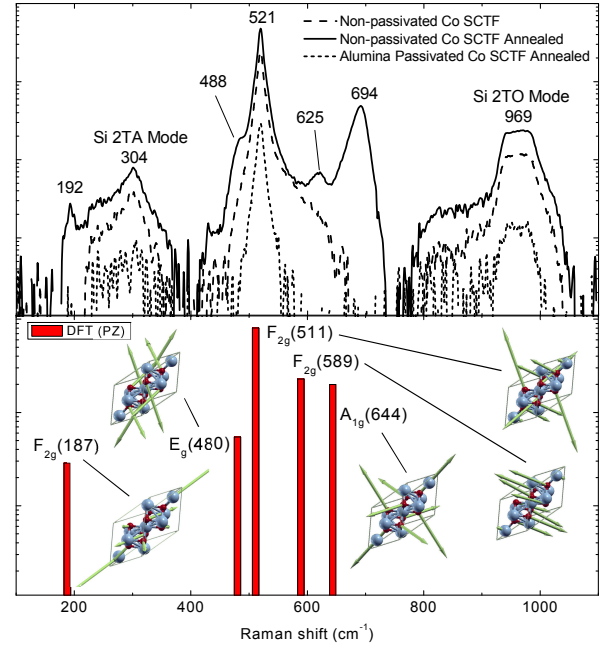 521
Non-passivated Co SCTF
Non-passivated Co SCTF Annealed
Alumina Passivated Co SCTF Annealed
488
694
625
Si 2TA Mode
304
Si 2TO Mode
969
192
DFT (PZ)
F2g(511)
F2g(589)
F2g(187)
Eg(480)
A1g(644)
200
400
600
800
1000
Raman shift (cm-1)